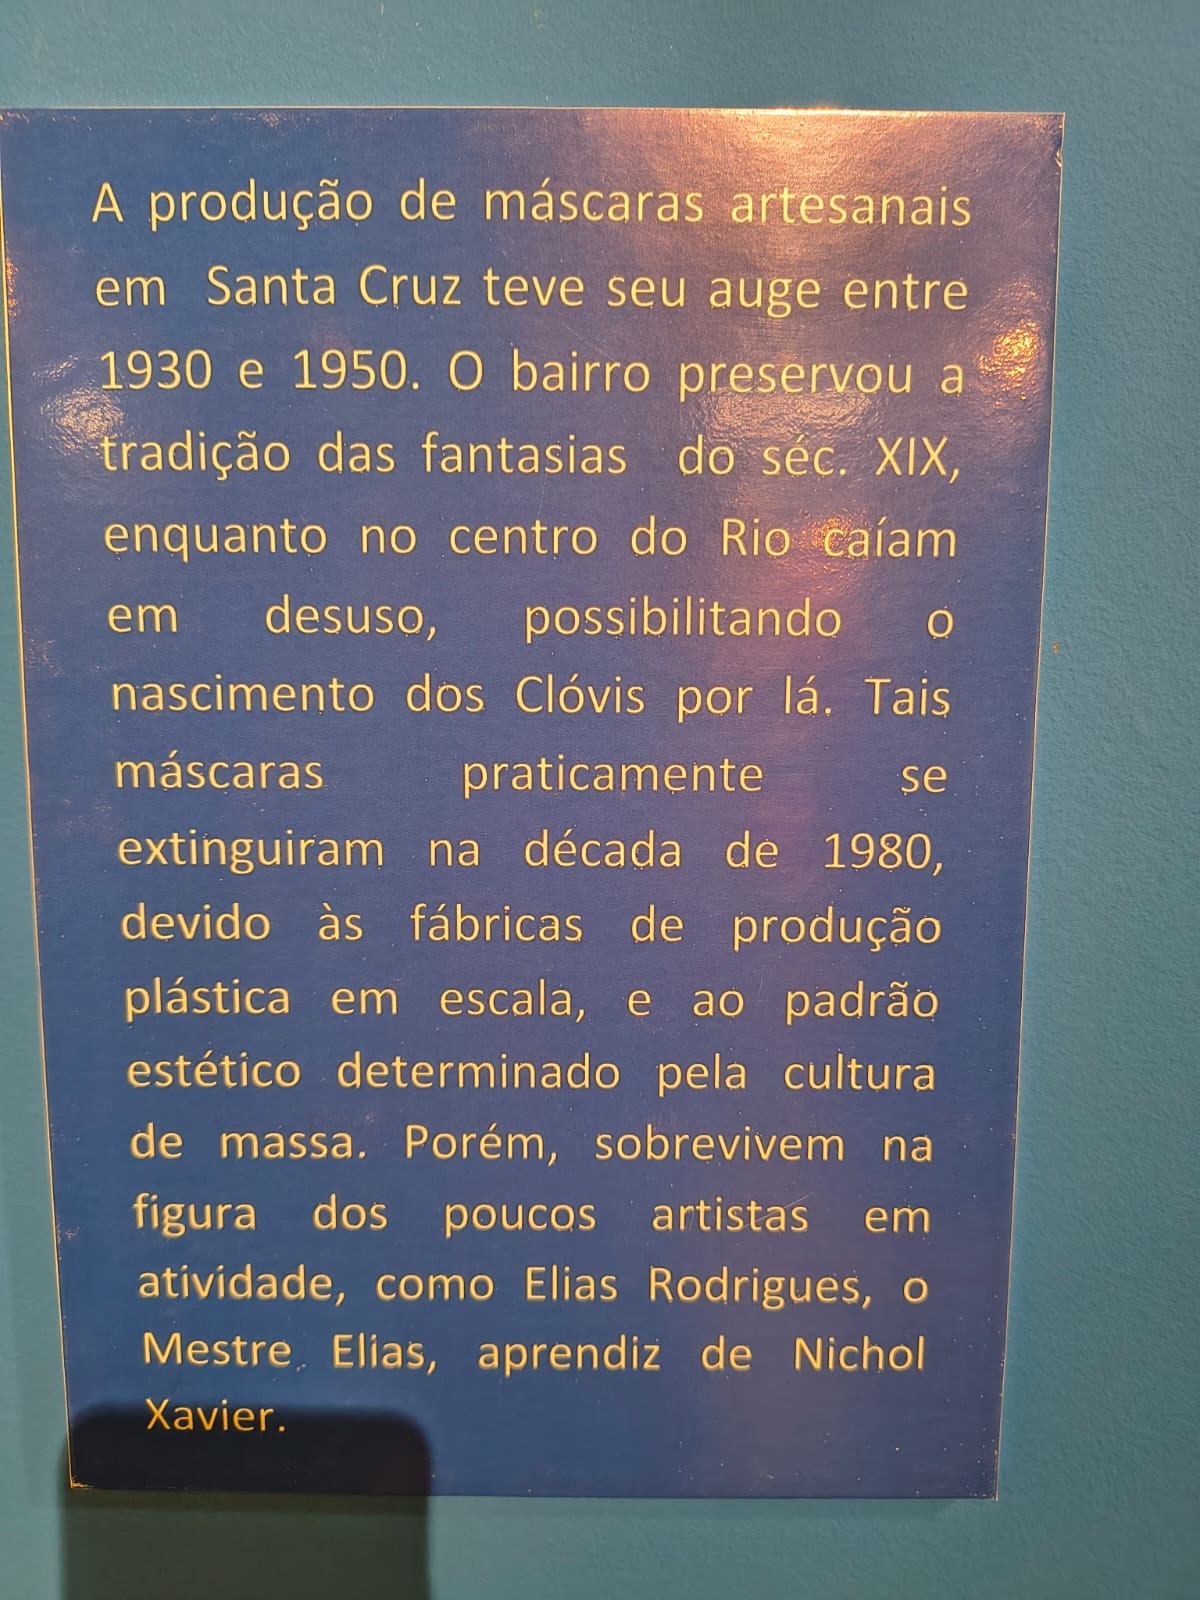 A produção de máscaras artesanais
em Santa Cruz teve seu auge entre
1930 e 1950. O bairro preservou a
tradição das fantasias do séc. XIX,
enquanto no centro do Rio caíam
em desuso, possibilitando o
nascimento dos Clóvis por lá. Tais
máscaras praticamente se
extinguiram na década de 1980,
devido às fábricas de produção
plástica em escala, e ao padrão
estético determinado pela cultura
de massa. Porém, sobrevivem na
figura dos poucos artistas em
atividade, como Elias Rodrigues, o
Mestre Elias, aprendiz de Nichol
Xavier.